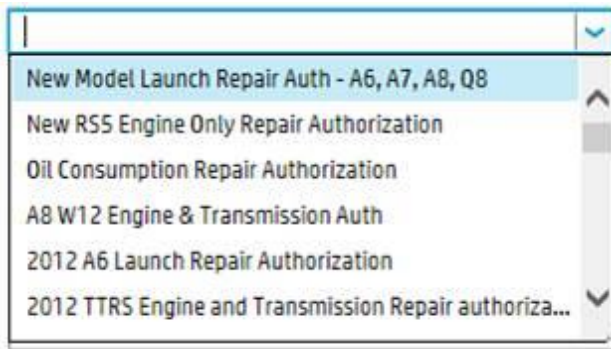 New Model Launch Repair Auth - A6, A7, A8, Q8
New RS5 Engine Only Repair Authorization
Oil Consumption Repair Authorization
A8 W12 Engine & Transmission Auth
2012 A6 Launch Repair Authorization
2012 TTRS Engine and Transmission Repair authoriza...